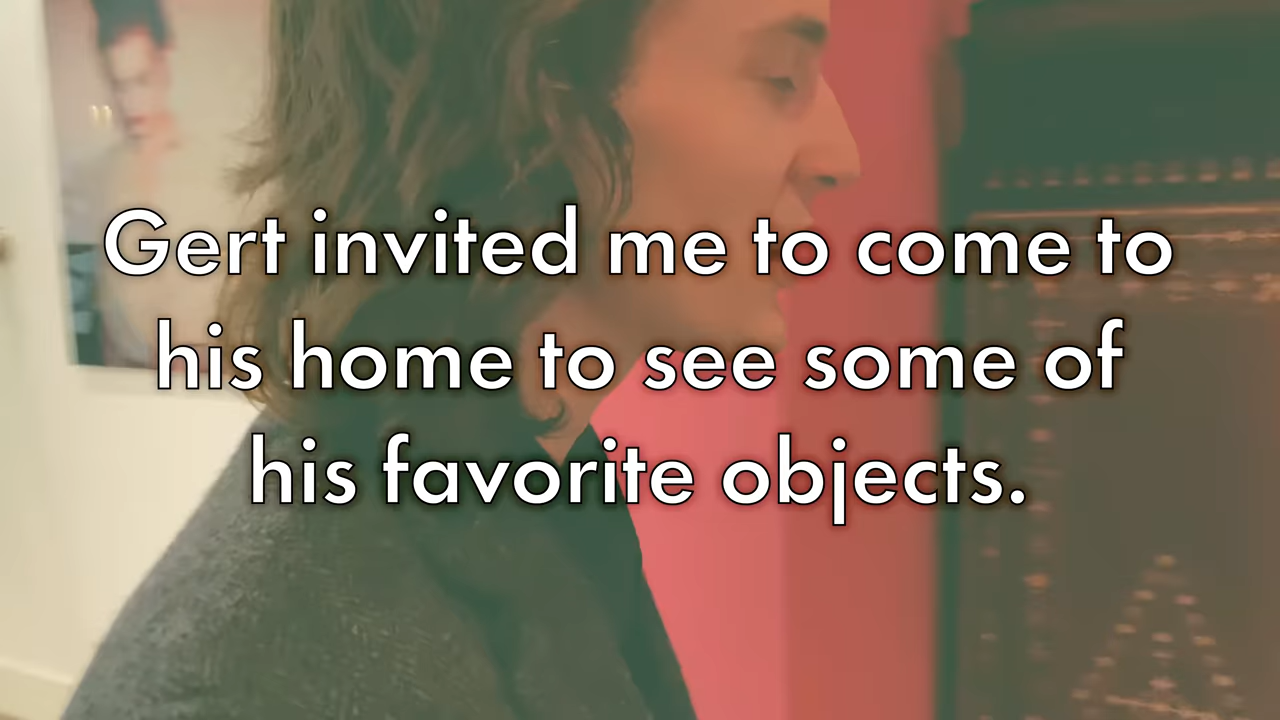 Gert invited me to come to
his home to see some of
his favorite objects.